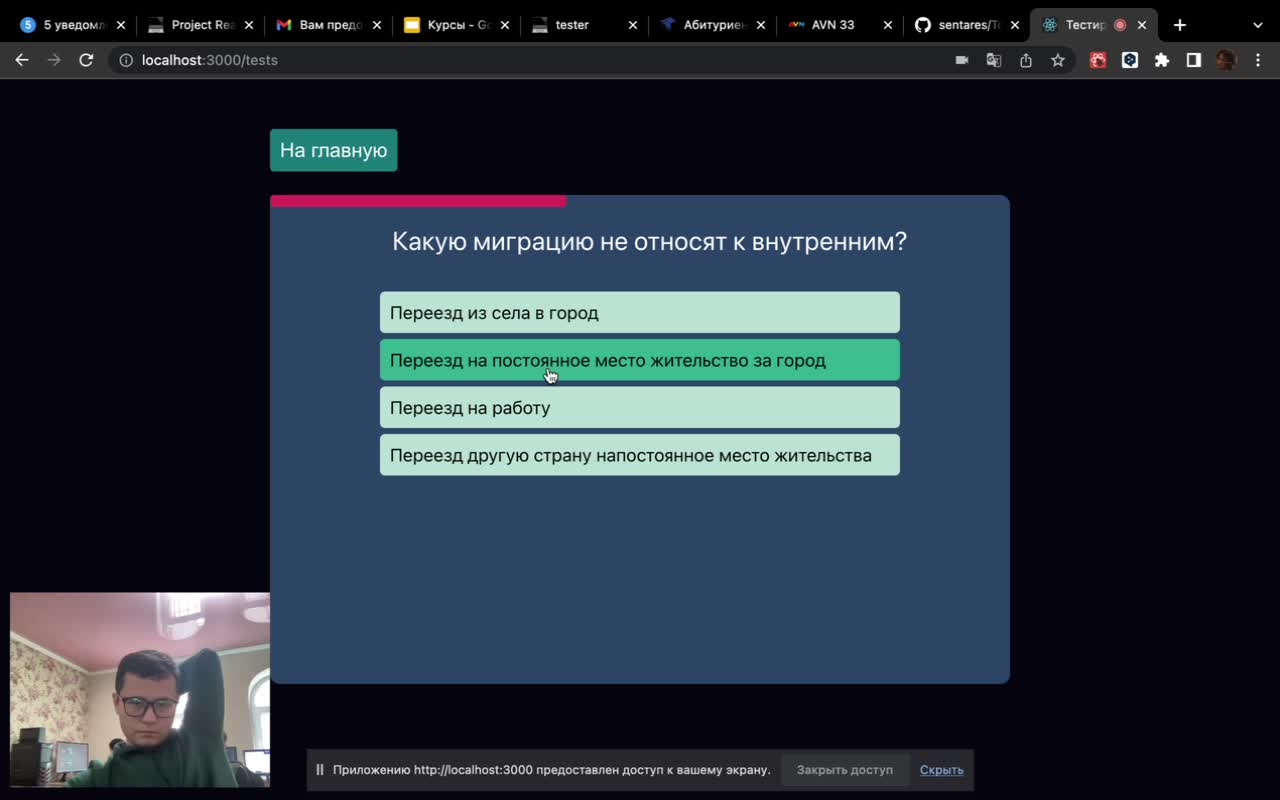 5 уведомл
Project Rea
Вам предо
Курсы - Go
tester
Абитуриен
AVN 33
sentares/Te
Тестир
localhost:3000/tests
На главную
Какую миграцию не относят к внутренним?
Переезд из села в город
Переезд на постоянное место жительство за город
Переезд на работу
Переезд другую страну напостоянное место жительства
Приложению http://localhost:3000 предоставлен доступ к вашему экрану.
Закрыть доступ
Скрыть